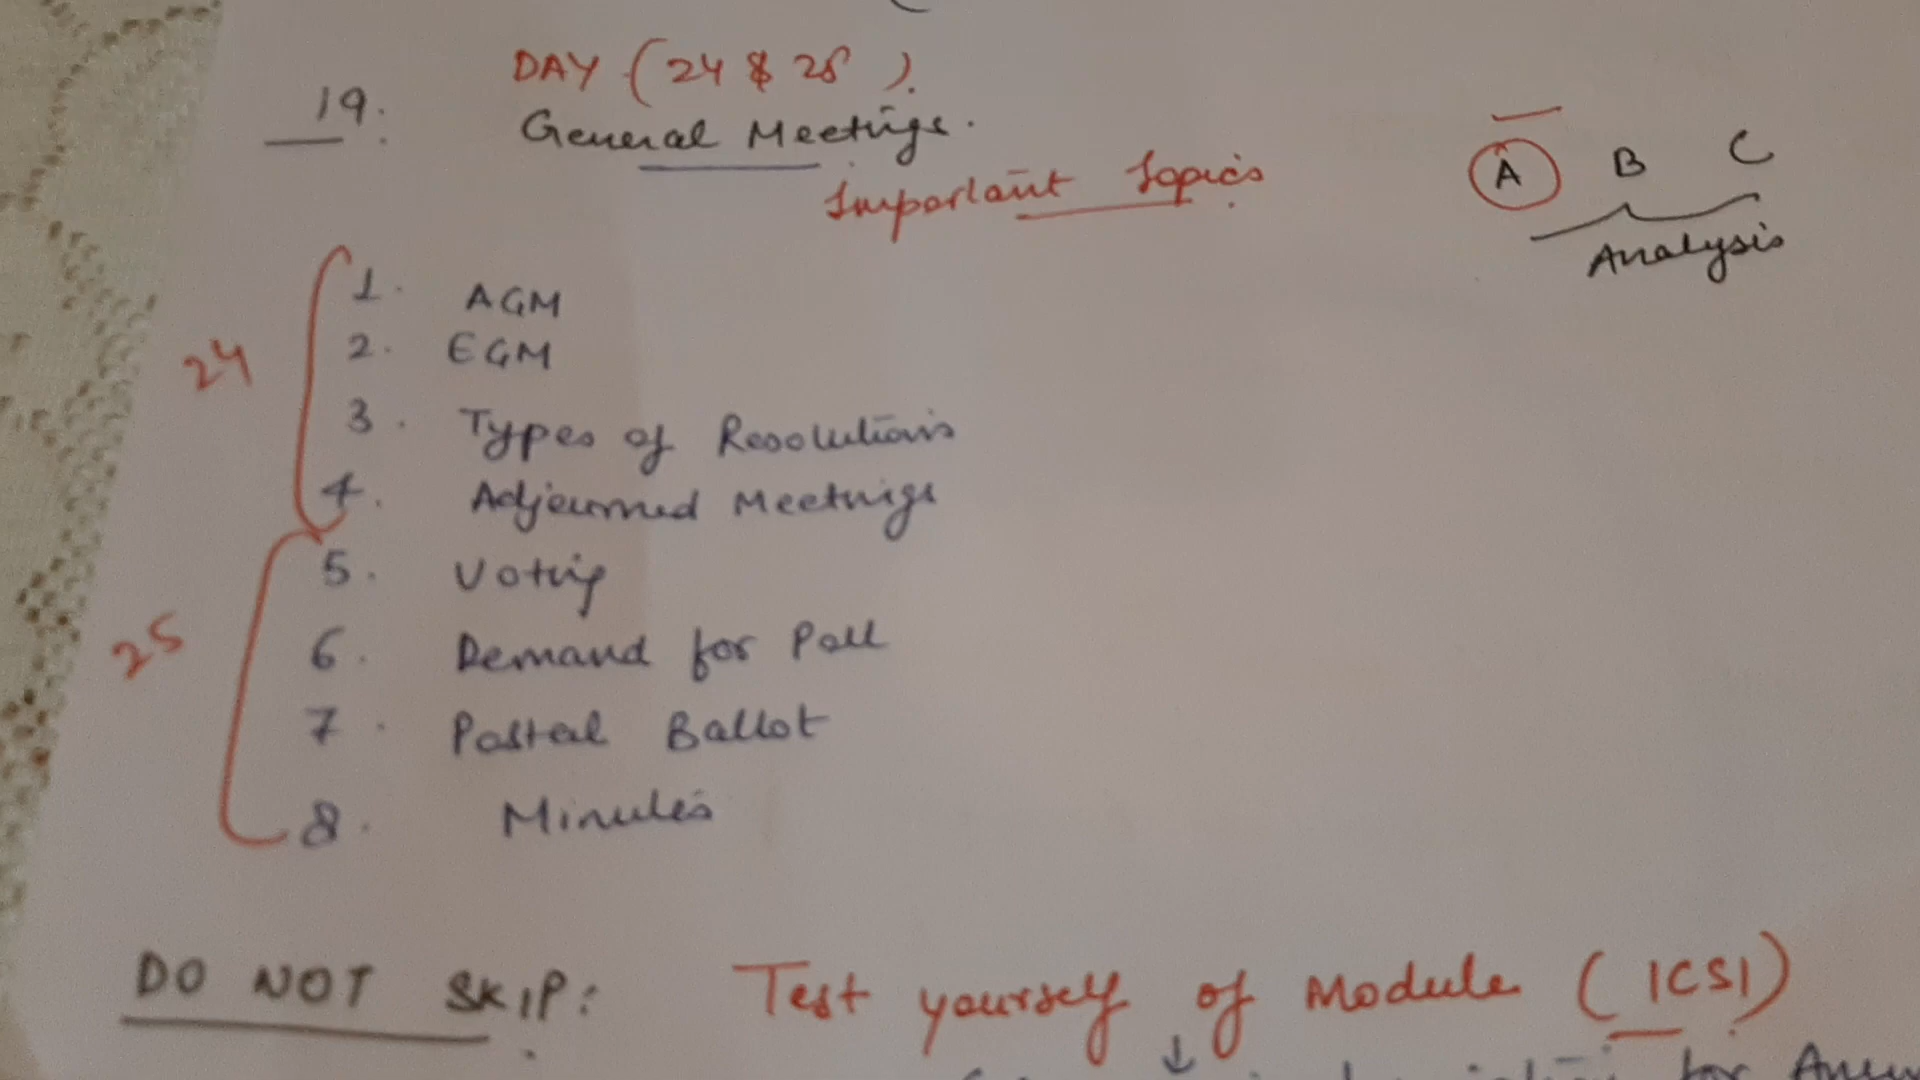 DAY (24 & 25).
19.
General Meetings.
Important Topics
A B C
Analysis
24
1. AGM
2. EGM
3. Types of Resolutions
4. Adjourned Meetings
25
5. Voting
6. Demand for Poll
7. Postal Ballot
8. Minutes
DO NOT SKIP: Test yourself of Module (ICSI)
for